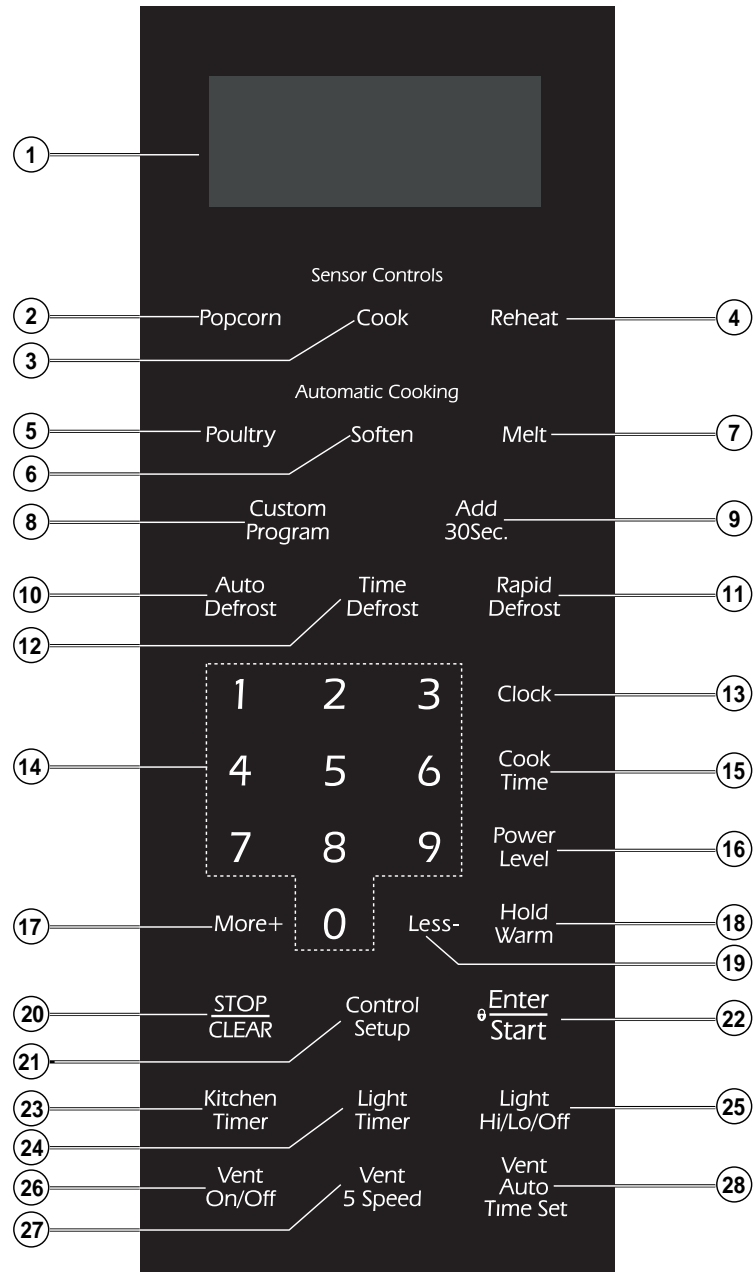 1
Sensor Controls
2 Popcorn Cook Reheat 4
3
Automatic Cooking
5 Poultry Soften Melt 7
6
8 Custom Program Add 30Sec. 9
10 Auto Defrost Time Defrost Rapid Defrost 11
12
1 2 3 Clock 13
14 4 5 6 Cook Time 15
7 8 9 Power Level 16
17 More+ 0 Less- Hold Warm 18
19
20 STOP CLEAR Control Setup Enter Start 22
21
23 Kitchen Timer Light Timer Light Hi/Lo/Off 25
24
26 Vent On/Off Vent 5 Speed Vent Auto Time Set 28
27